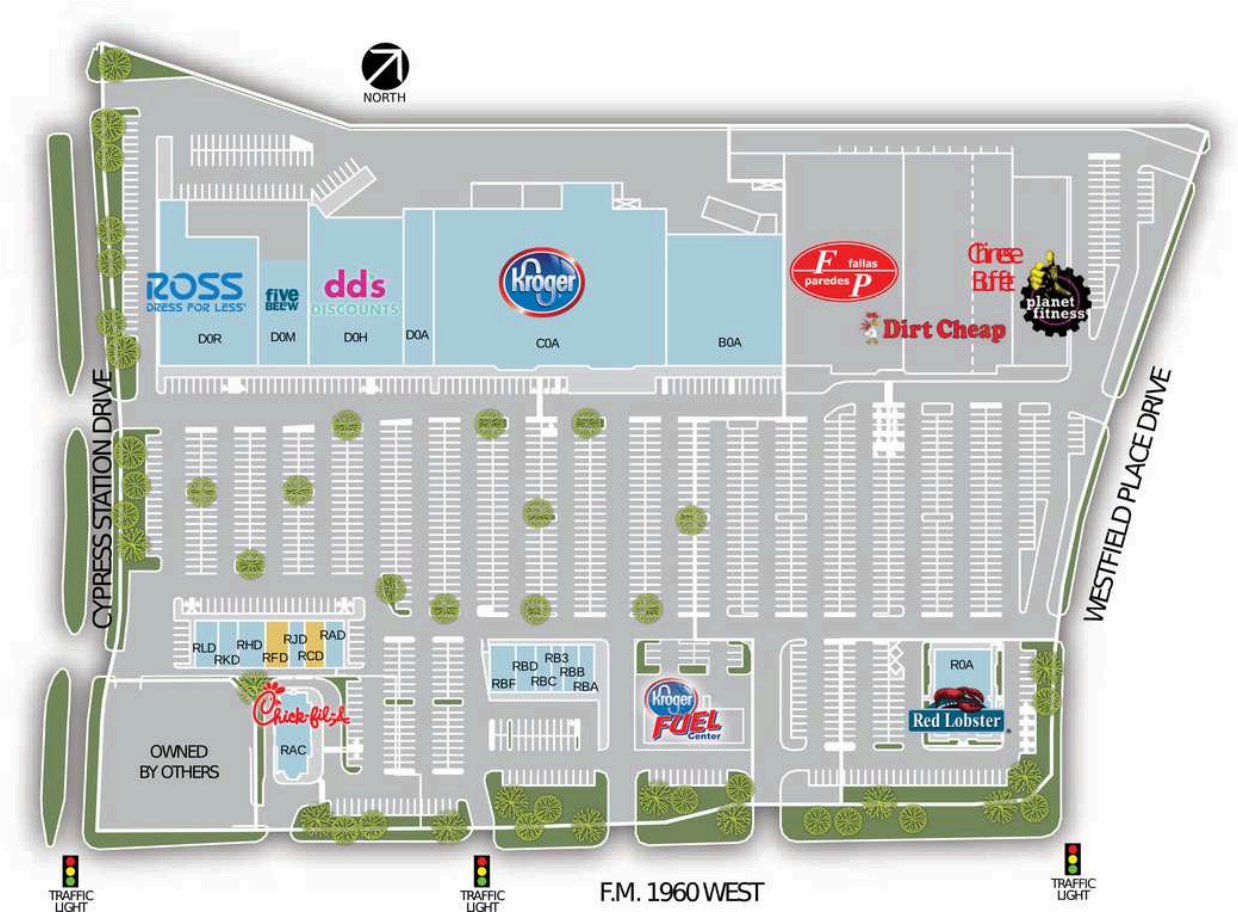 NORTH
ROSS
DRESS FOR LESS
D0R
five
BELOW
D0M
dd's
DISCOUNTS
D0H
D0A
Kroger
C0A
B0A
F fallas
paredes P
Dirt Cheap
Chinese
Buffet
planet
fitness
CYPRESS STATION DRIVE
WESTFIELD PLACE DRIVE
RLD
RKD
RHD
RFD
RJD
RCD
RAD
RBF
RBD
RBC
RB3
RBB
RBA
R0A
Red Lobster
Kroger
FUEL
Center
Chick-fil-A
RAC
OWNED
BY OTHERS
TRAFFIC
LIGHT
TRAFFIC
LIGHT
F.M. 1960 WEST
TRAFFIC
LIGHT